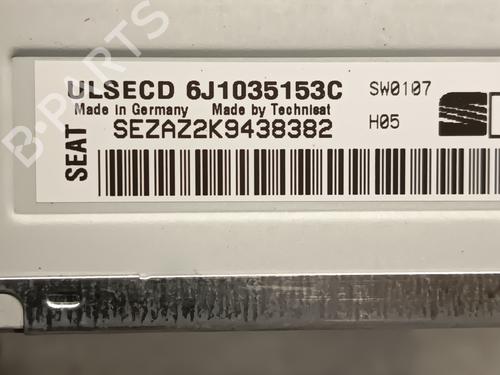 B-PARTS
ULSECD 6J1035153C SW0107
Made in Germany Made by Technisat
SEZAZ2K9438382 H05
SEAT